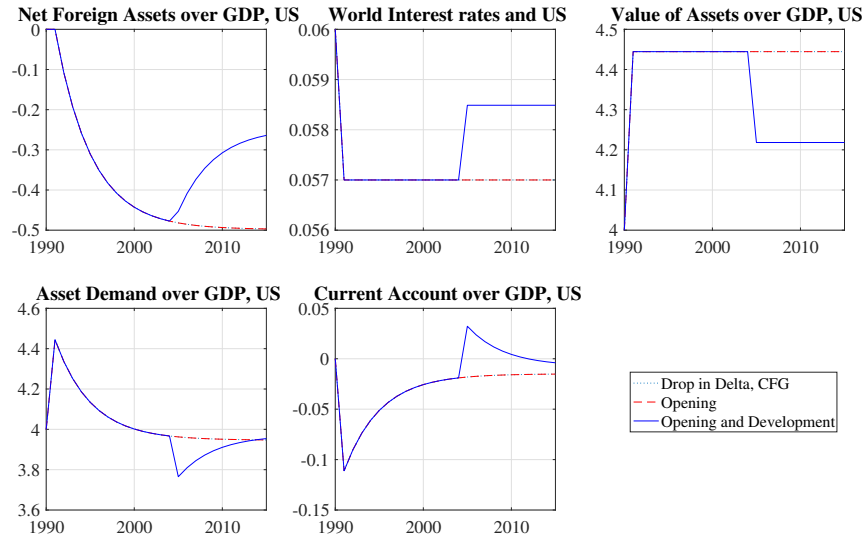 Net Foreign Assets over GDP, US
0
-0.1
-0.2
-0.3
-0.4
-0.5
1990 2000 2010
World Interest rates and US
0.06
0.059
0.058
0.057
0.056
1990 2000 2010
Value of Assets over GDP, US
4.5
4.4
4.3
4.2
4.1
4
1990 2000 2010
Asset Demand over GDP, US
4.6
4.4
4.2
4
3.8
3.6
1990 2000 2010
Current Account over GDP, US
0.05
0
-0.05
-0.1
-0.15
1990 2000 2010
Drop in Delta, CFG
Opening
Opening and Development